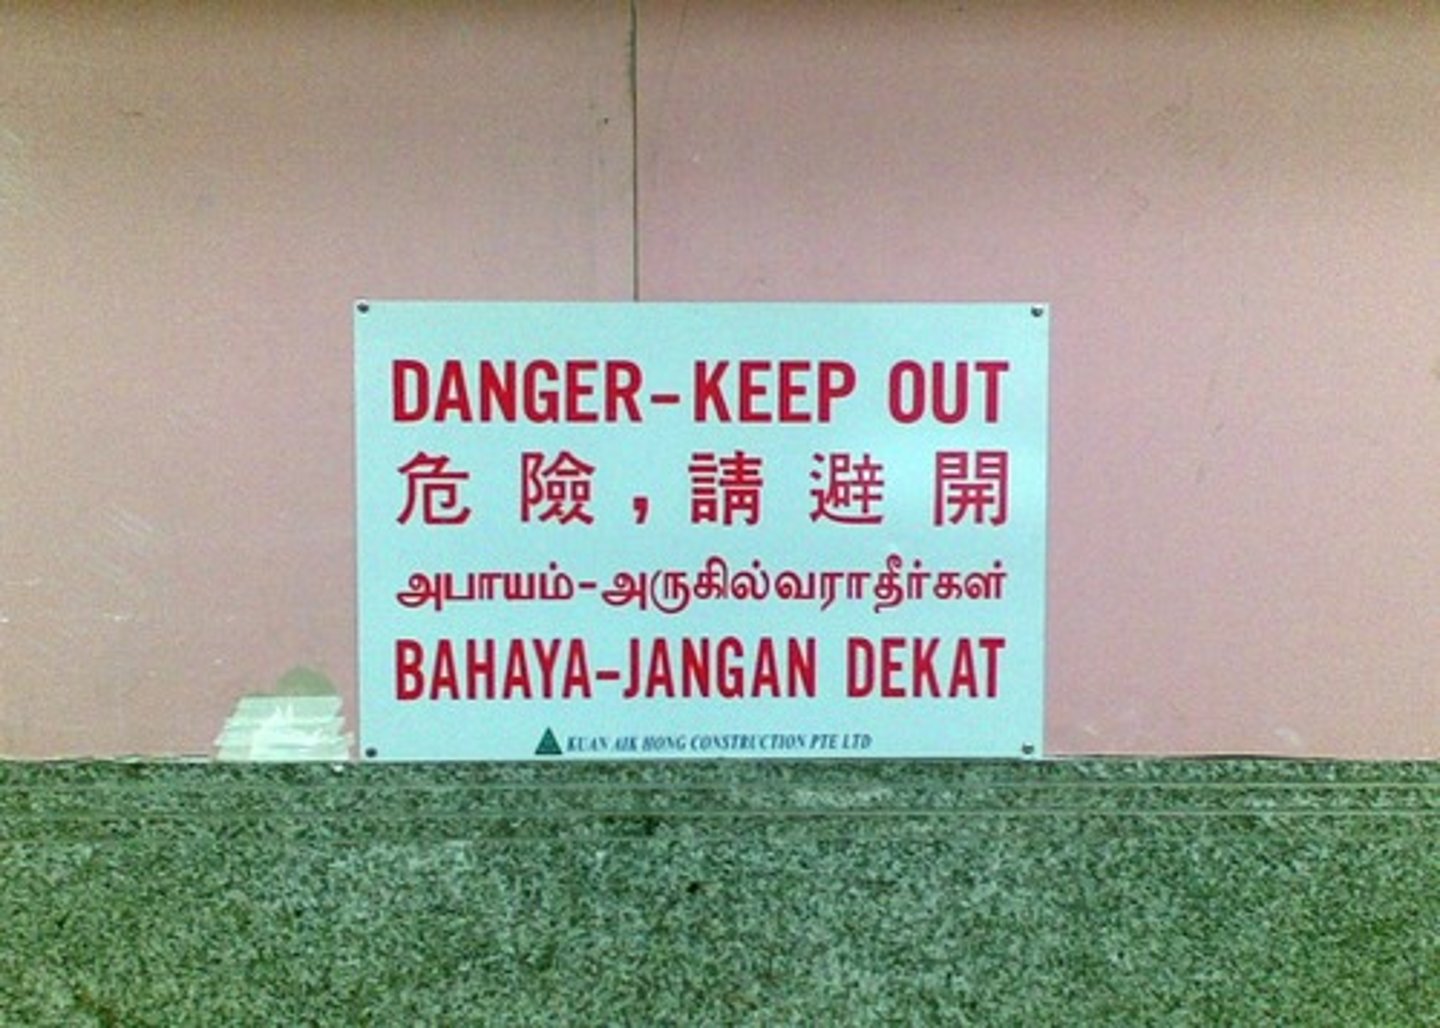 DANGER-KEEP OUT
危險,請避開
அபாயம்-அருகில்வராதீர்கள்
BAHAYA-JANGAN DEKAT
KUAN AIK HONG CONSTRUCTION PTE LTD